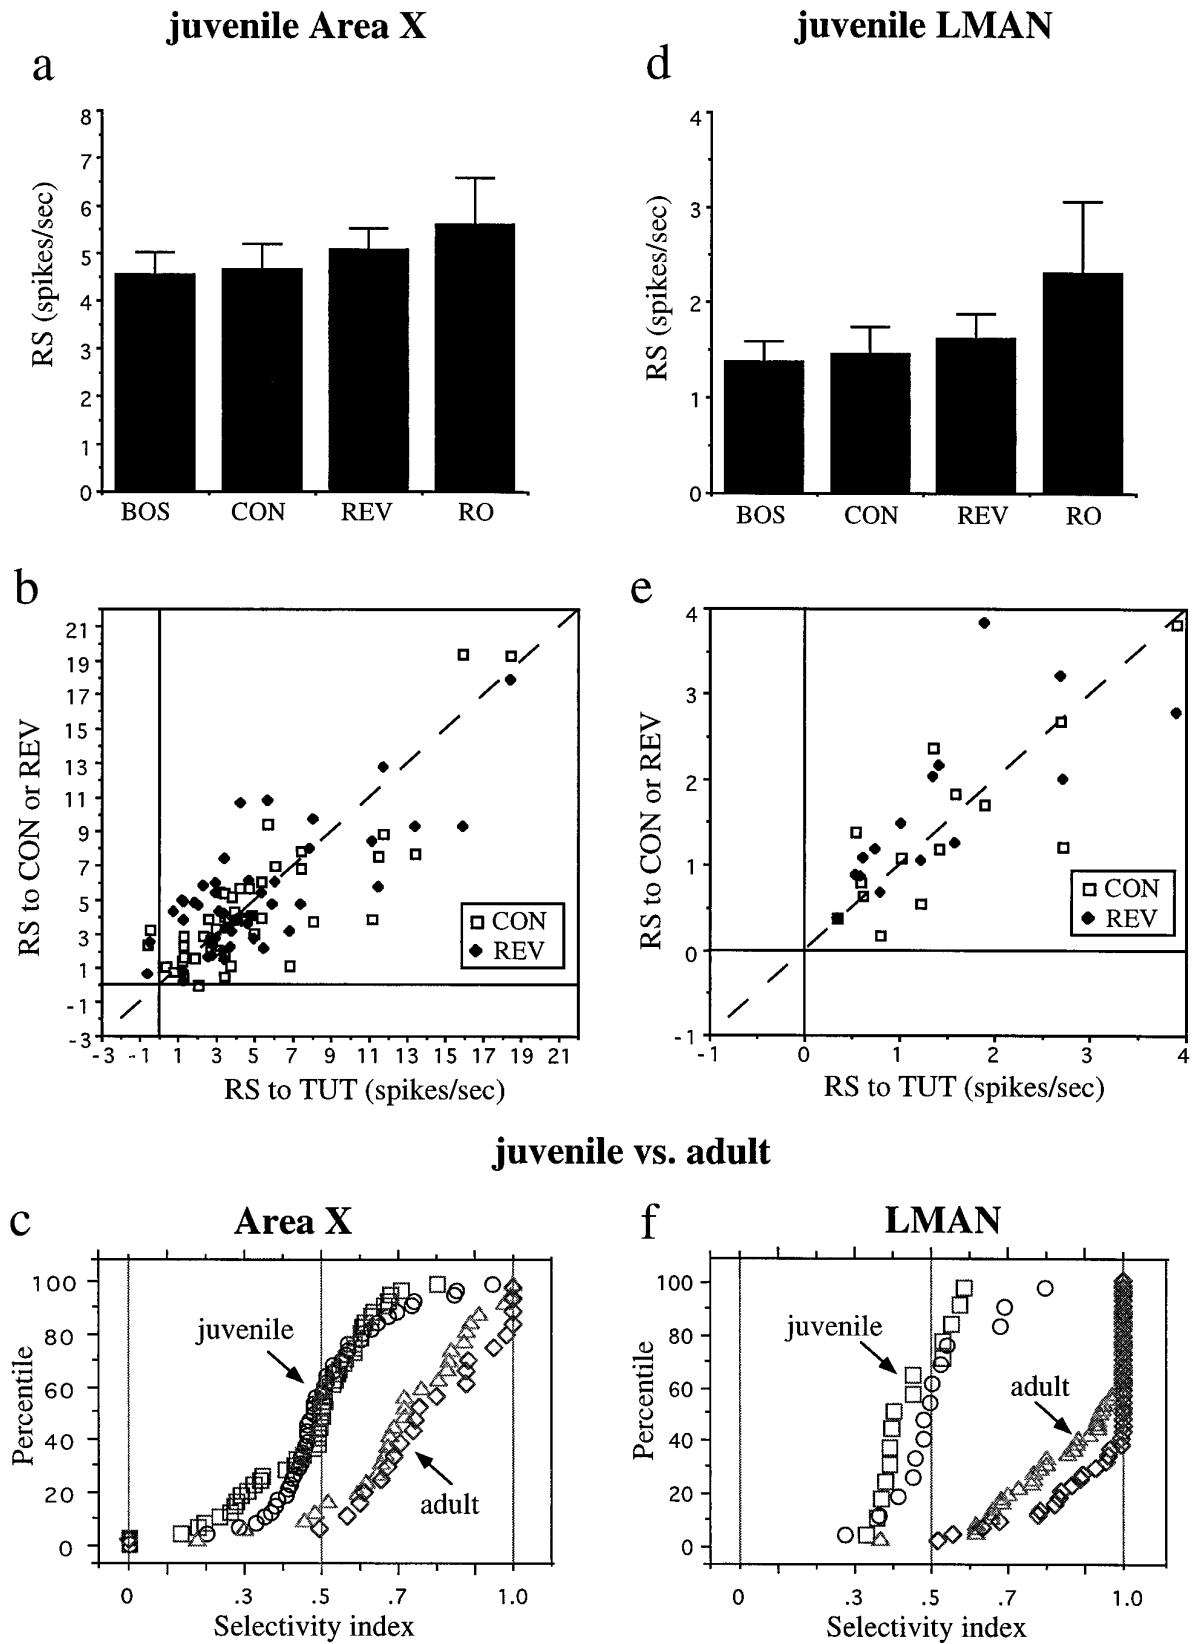 juvenile Area X
juvenile LMAN
a
RS (spikes/sec)
8
7
6
5
4
3
2
1
0
BOS CON REV RO
d
RS (spikes/sec)
4
3
2
1
0
BOS CON REV RO
b
RS to CON or REV
21
19
17
15
13
11
9
7
5
3
1
-1
-3
-3 -1 1 3 5 7 9 11 13 15 17 19 21
RS to TUT (spikes/sec)
CON
REV
e
RS to CON or REV
4
3
2
1
0
-1
-1 0 1 2 3 4
RS to TUT (spikes/sec)
CON
REV
juvenile vs. adult
c
Area X
Percentile
100
80
60
40
20
0
juvenile
adult
0 .3 .5 .7 1.0
Selectivity index
f
LMAN
Percentile
100
80
60
40
20
0
juvenile
adult
0 .3 .5 .7 1.0
Selectivity index